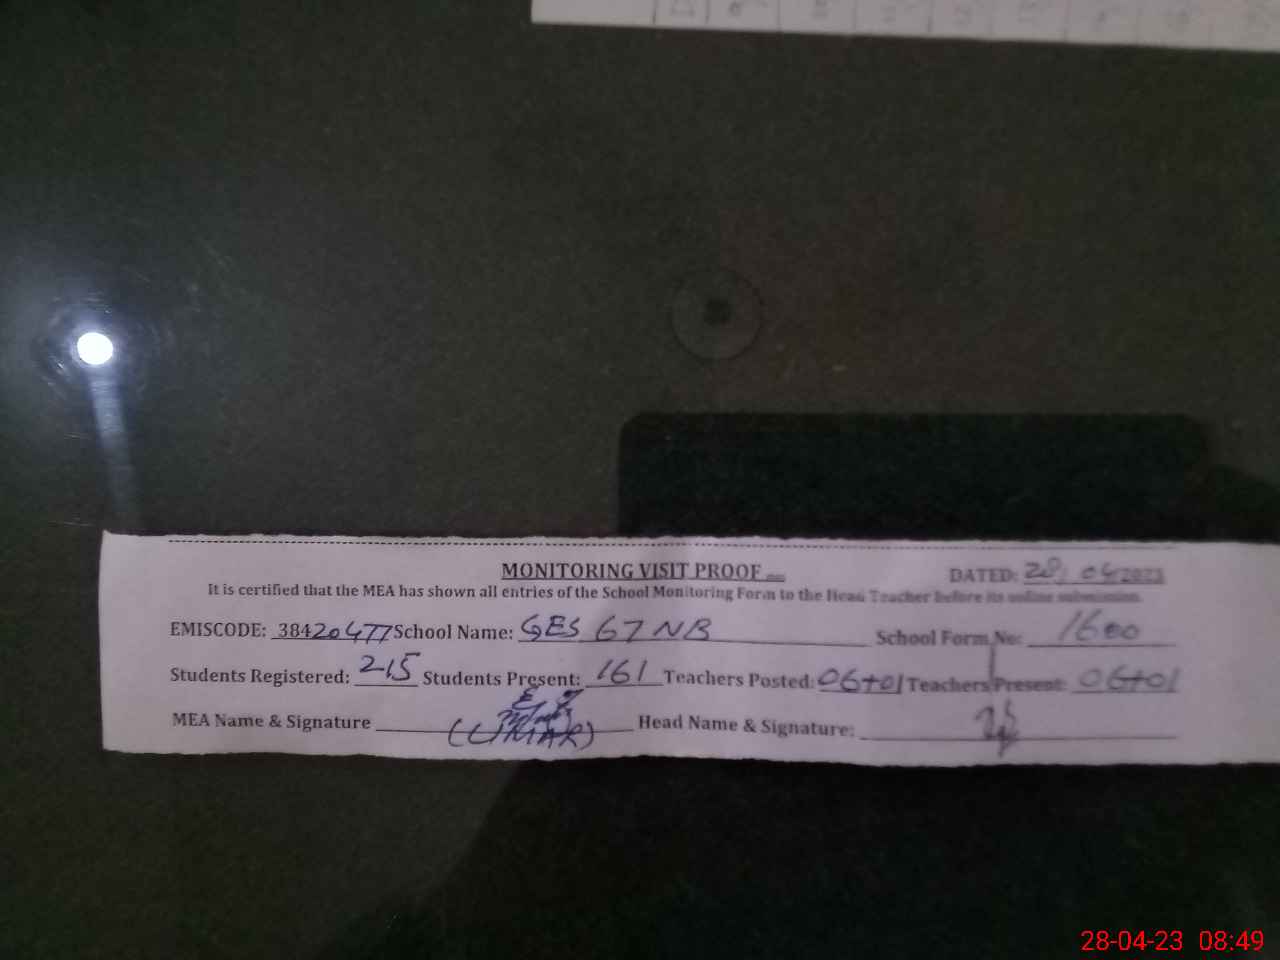 MONITORING VISIT PROOF
DATED: 28/04/2023
It is certified that the MEA has shown all entries of the School Monitoring Form to the Head Teacher before its online submission.
EMISCODE: 38420477 School Name: GES 67 NB School Form No: 1600
Students Registered: 215 Students Present: 161 Teachers Posted: 06+01 Teachers Present: 06+01
MEA Name & Signature (UMAR) Head Name & Signature:
28-04-23 08:49